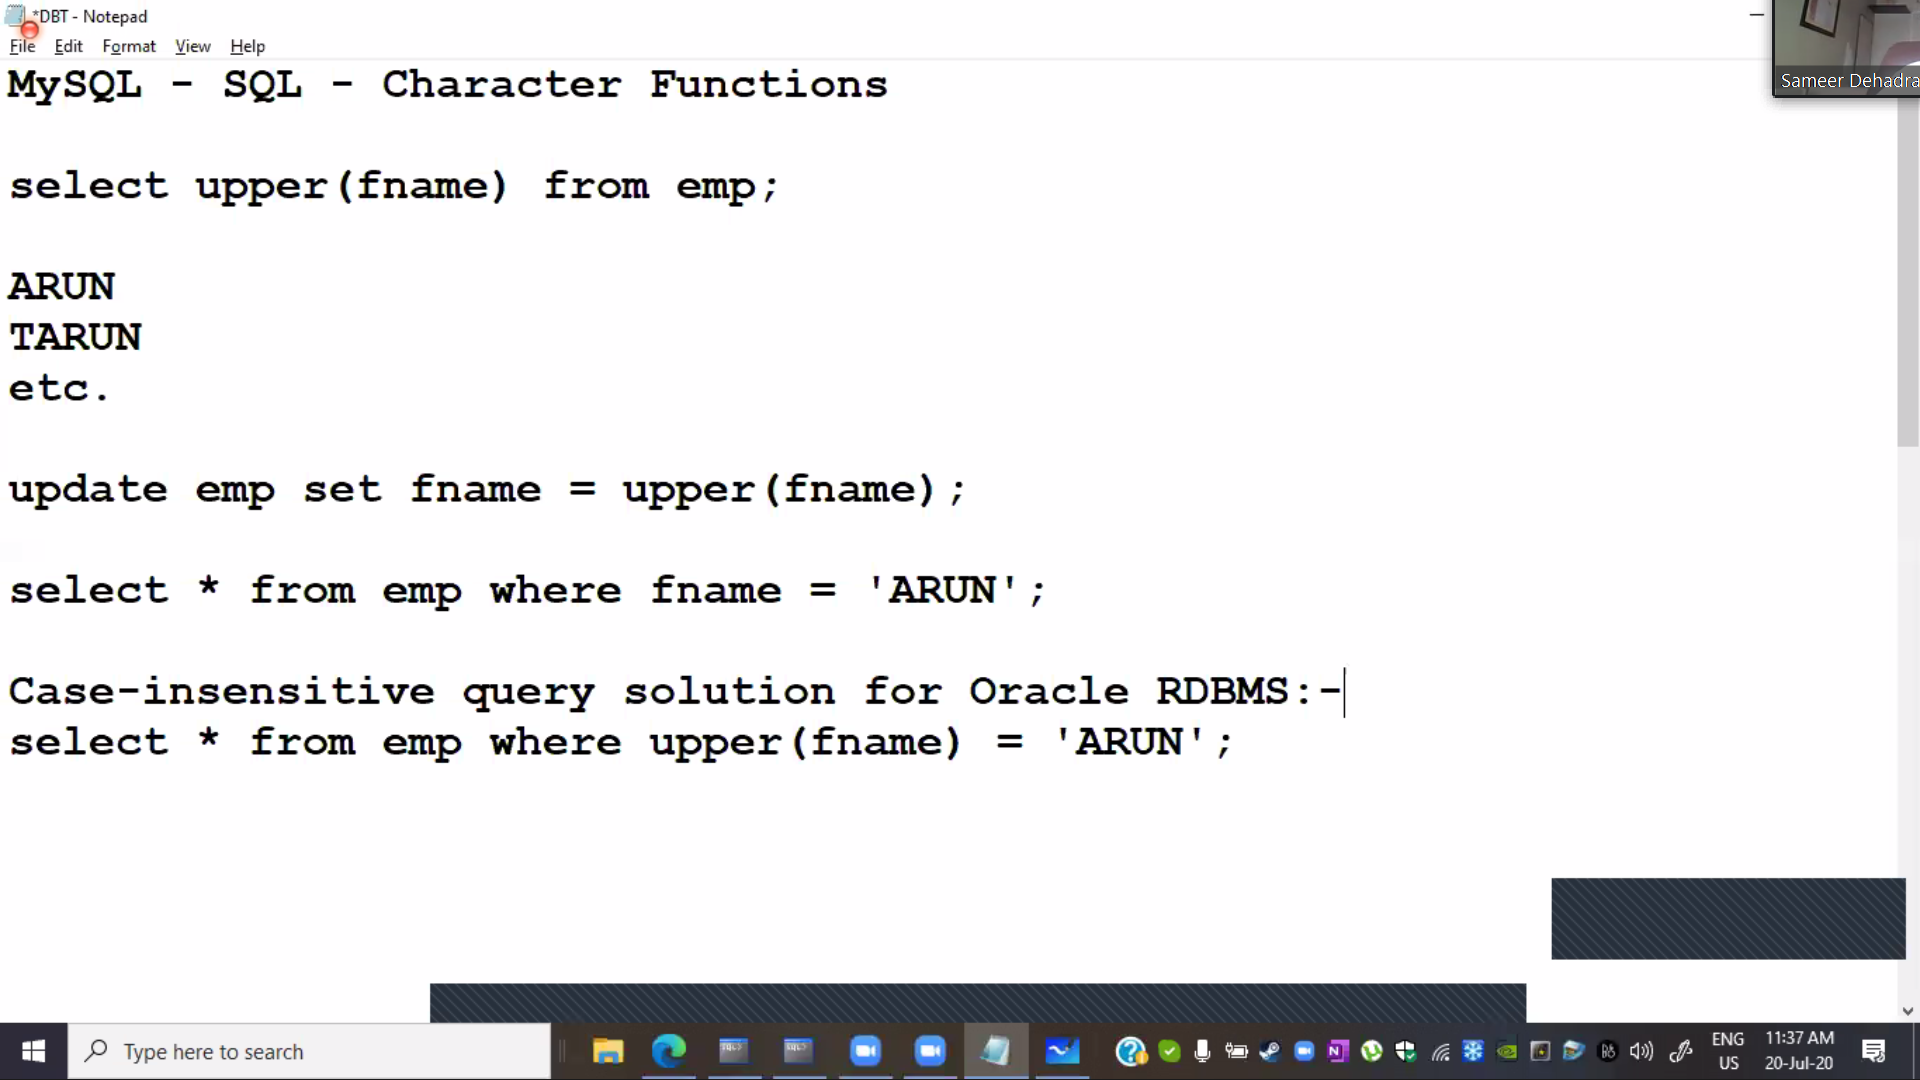 *DBT - Notepad
File Edit Format View Help
Sameer Dehadra
MySQL - SQL - Character Functions
select upper(fname) from emp;
ARUN
TARUN
etc.
update emp set fname = upper(fname);
select * from emp where fname = 'ARUN';
Case-insensitive query solution for Oracle RDBMS:-
select * from emp where upper(fname) = 'ARUN';
Type here to search
ENG
US
11:37 AM
20-Jul-20